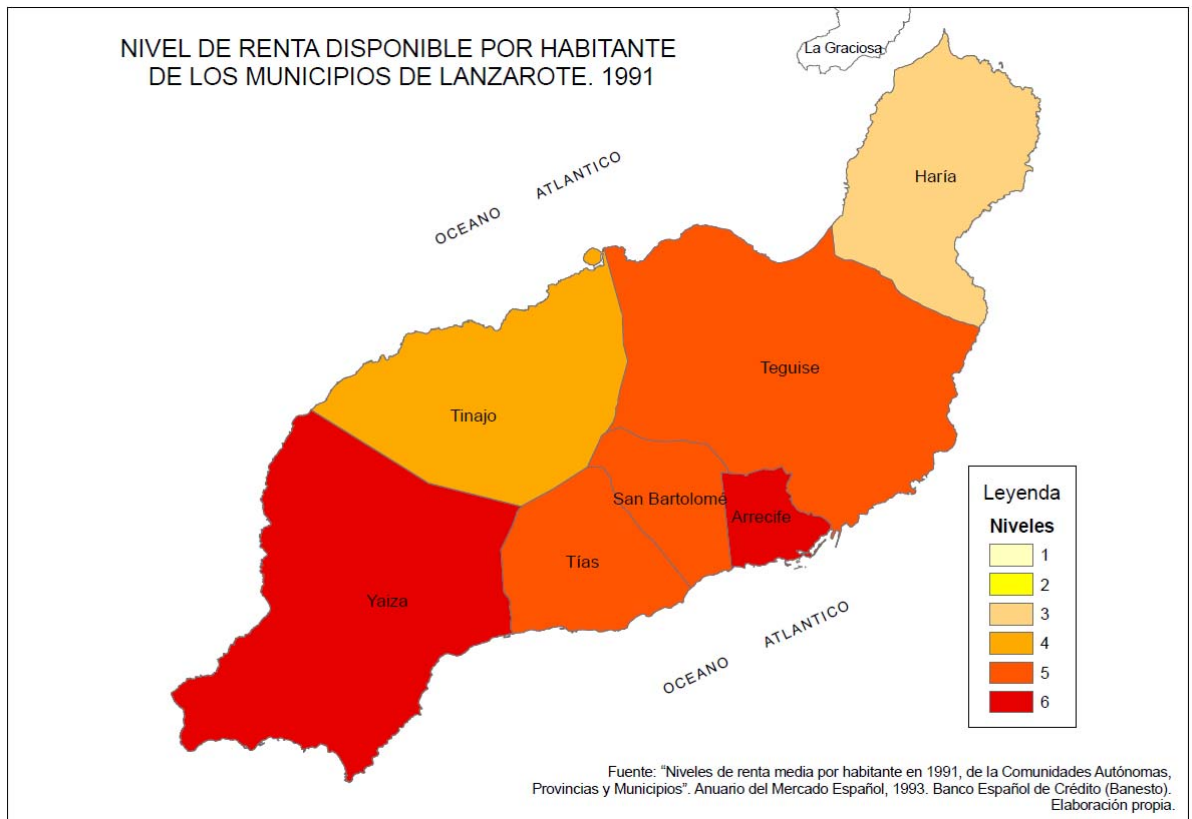 NIVEL DE RENTA DISPONIBLE POR HABITANTE
DE LOS MUNICIPIOS DE LANZAROTE. 1991
La Graciosa
Haría
OCEANO ATLANTICO
Teguise
Tinajo
San Bartolomé
Arrecife
Tías
Yaiza
OCEANO ATLANTICO
Leyenda
Niveles
1
2
3
4
5
6
Fuente: "Niveles de renta media por habitante en 1991, de la Comunidades Autónomas,
Provincias y Municipios". Anuario del Mercado Español, 1993. Banco Español de Crédito (Banesto).
Elaboración propia.